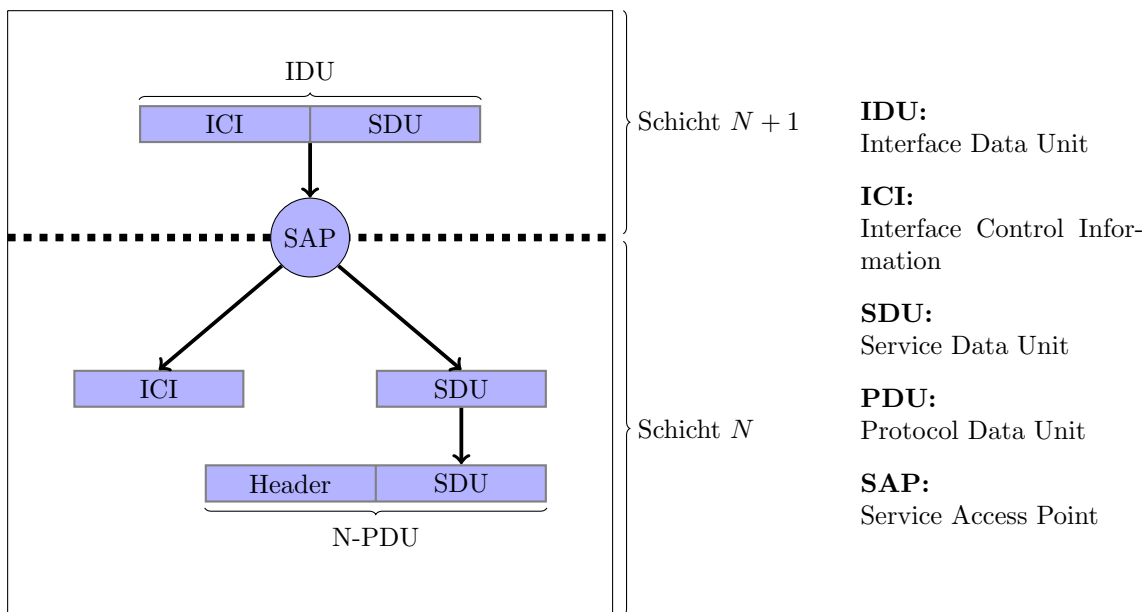 IDU
ICI SDU
Schicht N + 1
SAP
ICI SDU
Schicht N
Header SDU
N-PDU
IDU:
Interface Data Unit
ICI:
Interface Control Infor-
mation
SDU:
Service Data Unit
PDU:
Protocol Data Unit
SAP:
Service Access Point